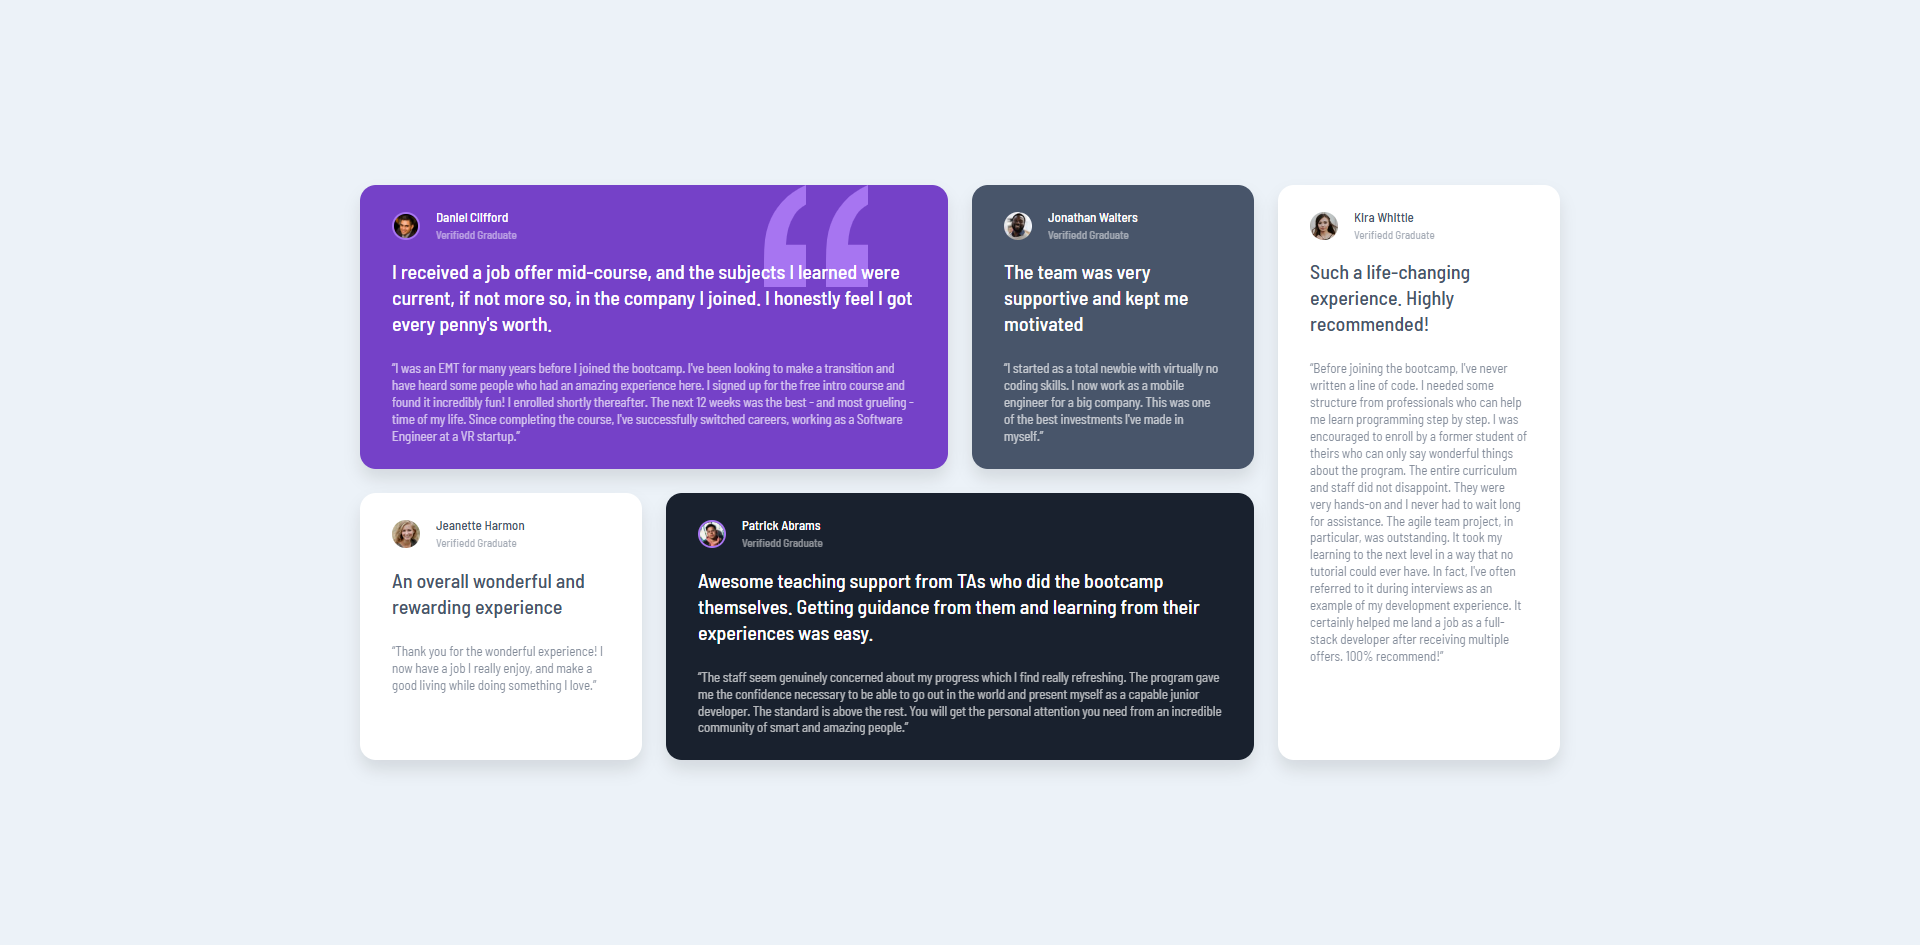 Daniel Clifford
Verifiedd Graduate
I received a job offer mid-course, and the subjects I learned were
current, if not more so, in the company I joined. I honestly feel I got
every penny's worth.
“I was an EMT for many years before I joined the bootcamp. I've been looking to make a transition and
have heard some people who had an amazing experience here. I signed up for the free intro course and
found it incredibly fun! I enrolled shortly thereafter. The next 12 weeks was the best - and most grueling -
time of my life. Since completing the course, I've successfully switched careers, working as a Software
Engineer at a VR startup.”
Jonathan Walters
Verifiedd Graduate
The team was very
supportive and kept me
motivated
“I started as a total newbie with virtually no
coding skills. I now work as a mobile
engineer for a big company. This was one
of the best investments I've made in
myself.”
Kira Whittle
Verifiedd Graduate
Such a life-changing
experience. Highly
recommended!
“Before joining the bootcamp, I've never
written a line of code. I needed some
structure from professionals who can help
me learn programming step by step. I was
encouraged to enroll by a former student of
theirs who can only say wonderful things
about the program. The entire curriculum
and staff did not disappoint. They were
very hands-on and I never had to wait long
for assistance. The agile team project, in
particular, was outstanding. It took my
learning to the next level in a way that no
tutorial could ever have. In fact, I've often
referred to it during interviews as an
example of my development experience. It
certainly helped me land a job as a full-
stack developer after receiving multiple
offers. 100% recommend!”
Jeanette Harmon
Verifiedd Graduate
An overall wonderful and
rewarding experience
“Thank you for the wonderful experience! I
now have a job I really enjoy, and make a
good living while doing something I love.”
Patrick Abrams
Verifiedd Graduate
Awesome teaching support from TAs who did the bootcamp
themselves. Getting guidance from them and learning from their
experiences was easy.
“The staff seem genuinely concerned about my progress which I find really refreshing. The program gave
me the confidence necessary to be able to go out in the world and present myself as a capable junior
developer. The standard is above the rest. You will get the personal attention you need from an incredible
community of smart and amazing people.”